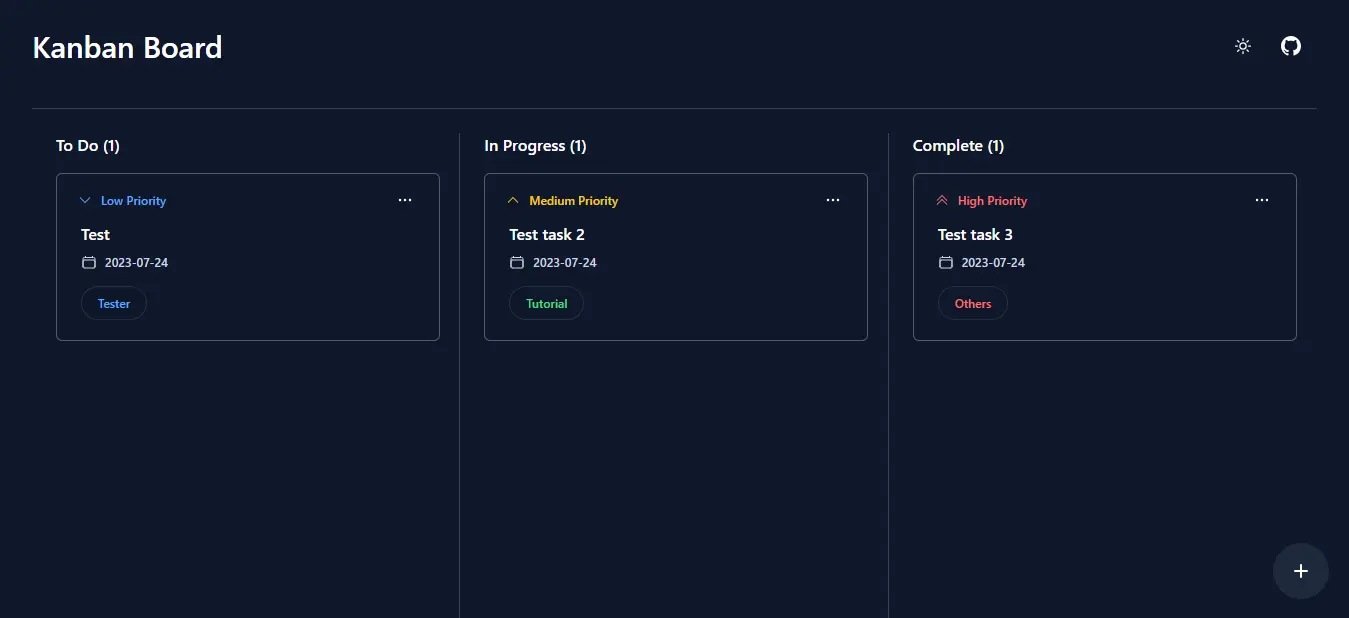 Kanban Board
To Do (1)
Low Priority
Test
2023-07-24
Tester
In Progress (1)
Medium Priority
Test task 2
2023-07-24
Tutorial
Complete (1)
High Priority
Test task 3
2023-07-24
Others